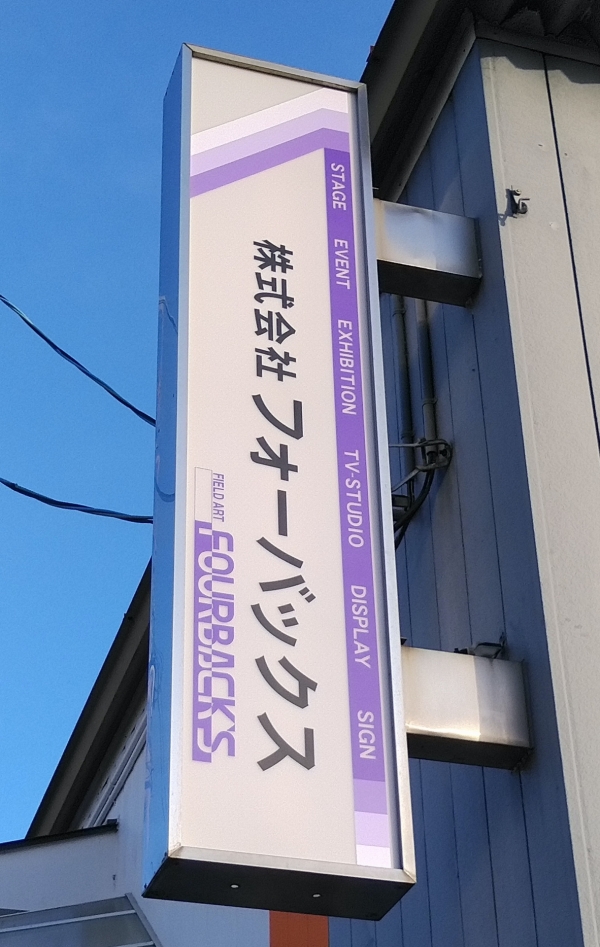 STAGE EVENT EXHIBITION TV-STUDIO DISPLAY SIGN
株式会社 フォーバックス
FIELD ART
FOURBACK'S